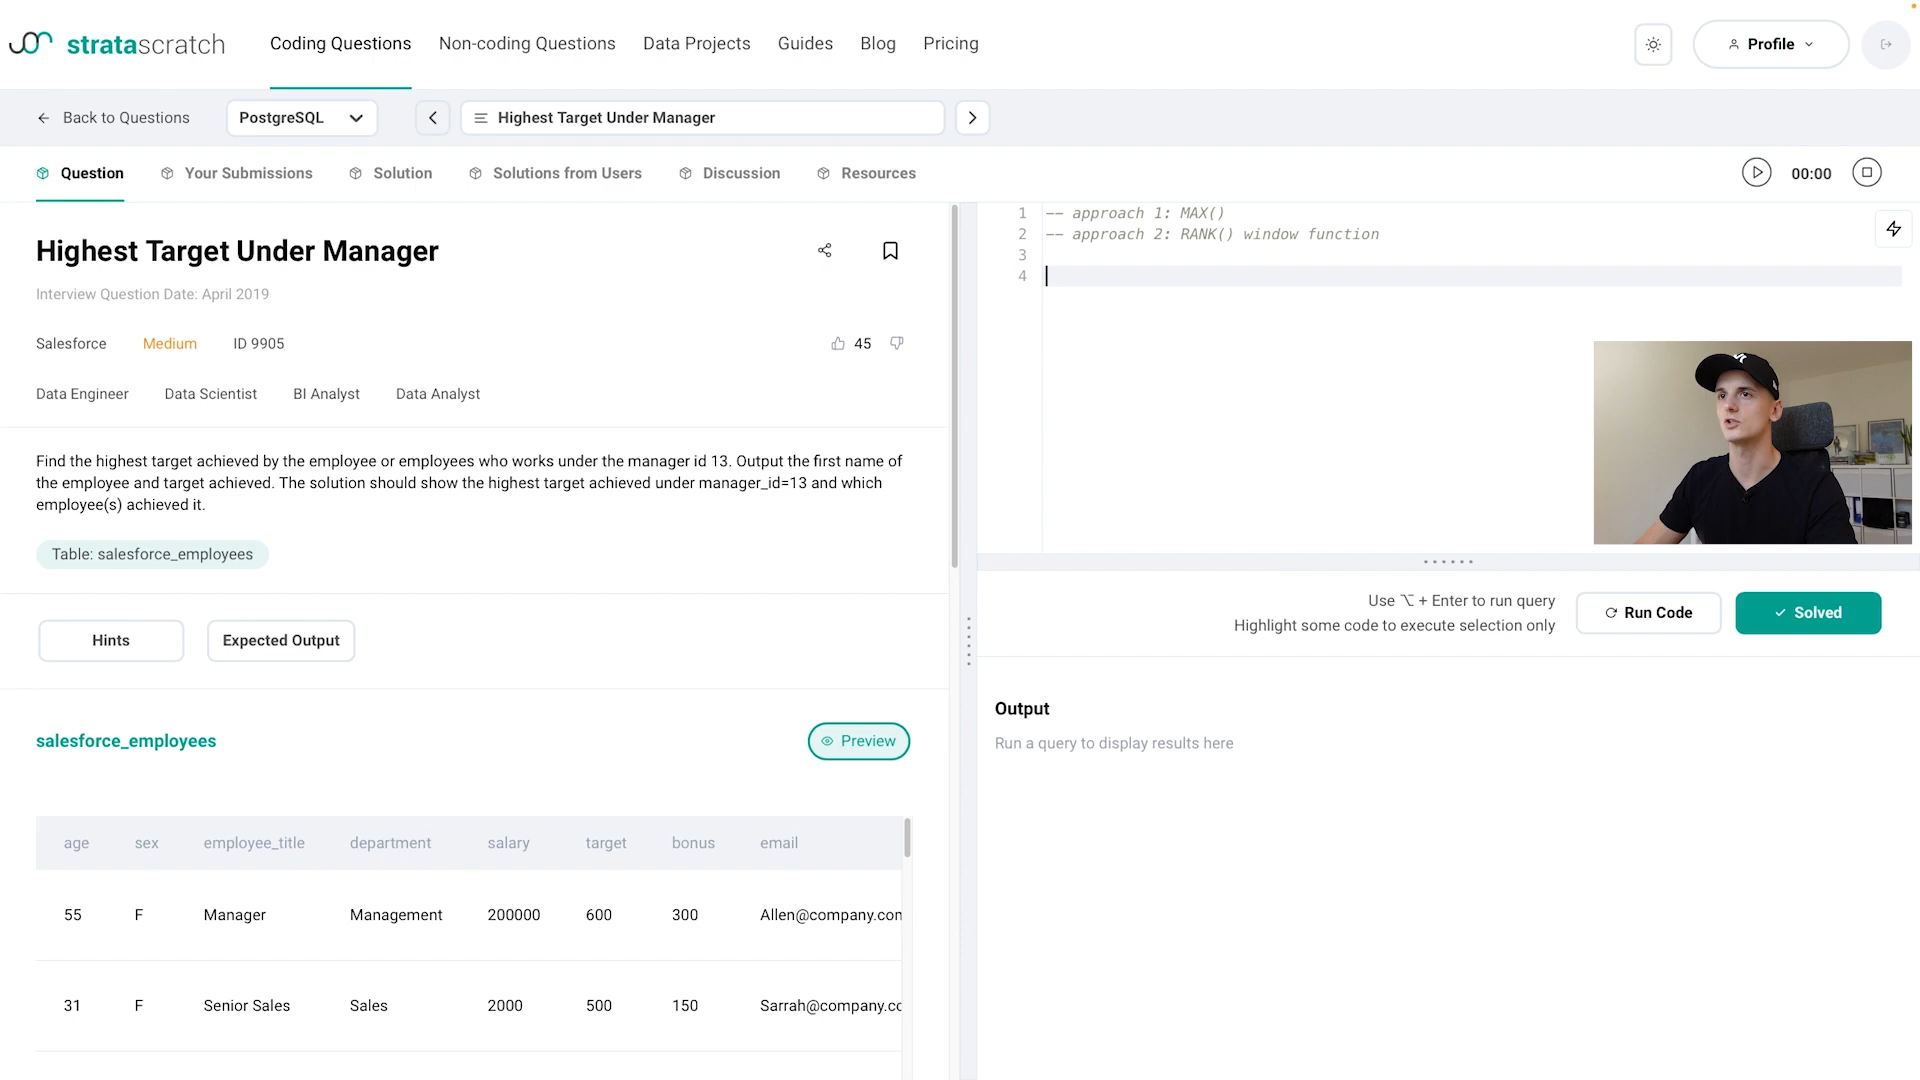 stratascratch
Coding Questions
Non-coding Questions
Data Projects
Guides
Blog
Pricing
Profile
Back to Questions
PostgreSQL
Highest Target Under Manager
Question
Your Submissions
Solution
Solutions from Users
Discussion
Resources
00:00
Highest Target Under Manager
Interview Question Date: April 2019
Salesforce
Medium
ID 9905
45
Data Engineer
Data Scientist
BI Analyst
Data Analyst
Find the highest target achieved by the employee or employees who works under the manager id 13. Output the first name of
the employee and target achieved. The solution should show the highest target achieved under manager_id=13 and which
employee(s) achieved it.
Table: salesforce_employees
Hints
Expected Output
salesforce_employees
Preview
age sex employee_title department salary target bonus email
55 F Manager Management 200000 600 300 Allen@company.con
31 F Senior Sales Sales 2000 500 150 Sarrah@company.co
1 -- approach 1: MAX()
2 -- approach 2: RANK() window function
3
4
Use ⌥ + Enter to run query
Highlight some code to execute selection only
Run Code
Solved
Output
Run a query to display results here